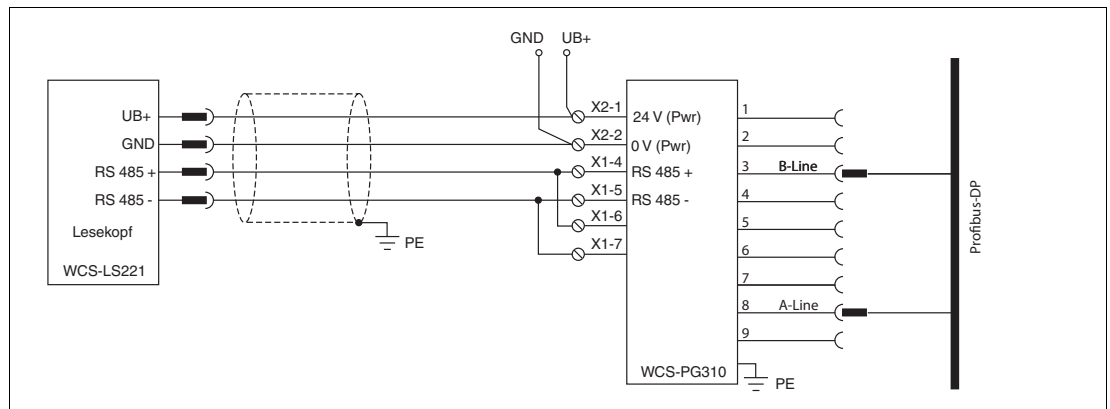 GND UB+
UB+
GND
RS 485 +
RS 485 -
Lesekopf
WCS-LS221
PE
X2-1
X2-2
X1-4
X1-5
X1-6
X1-7
24 V (Pwr)
0 V (Pwr)
RS 485 +
RS 485 -
WCS-PG310
1
2
3 B-Line
4
5
6
7
8 A-Line
9
PE
Profibus-DP